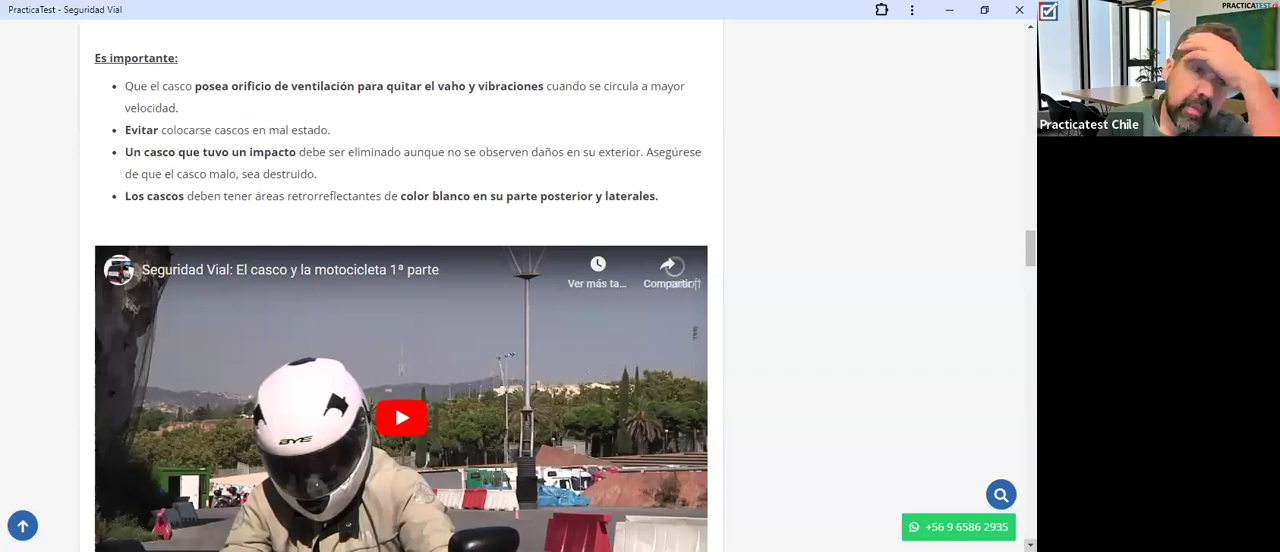 PracticaTest - Seguridad Vial
PRACTICATEST
Es importante:
Que el casco posea orificio de ventilación para quitar el vaho y vibraciones cuando se circula a mayor
velocidad.
Evitar colocarse cascos en mal estado.
Un casco que tuvo un impacto debe ser eliminado aunque no se observen daños en su exterior. Asegúrese
de que el casco malo, sea destruido.
Los cascos deben tener áreas retrorreflectantes de color blanco en su parte posterior y laterales.
Practicatest Chile
Seguridad Vial: El casco y la motocicleta 1ª parte
Ver más ta...
Compartir
BYE
+56 9 6586 2935